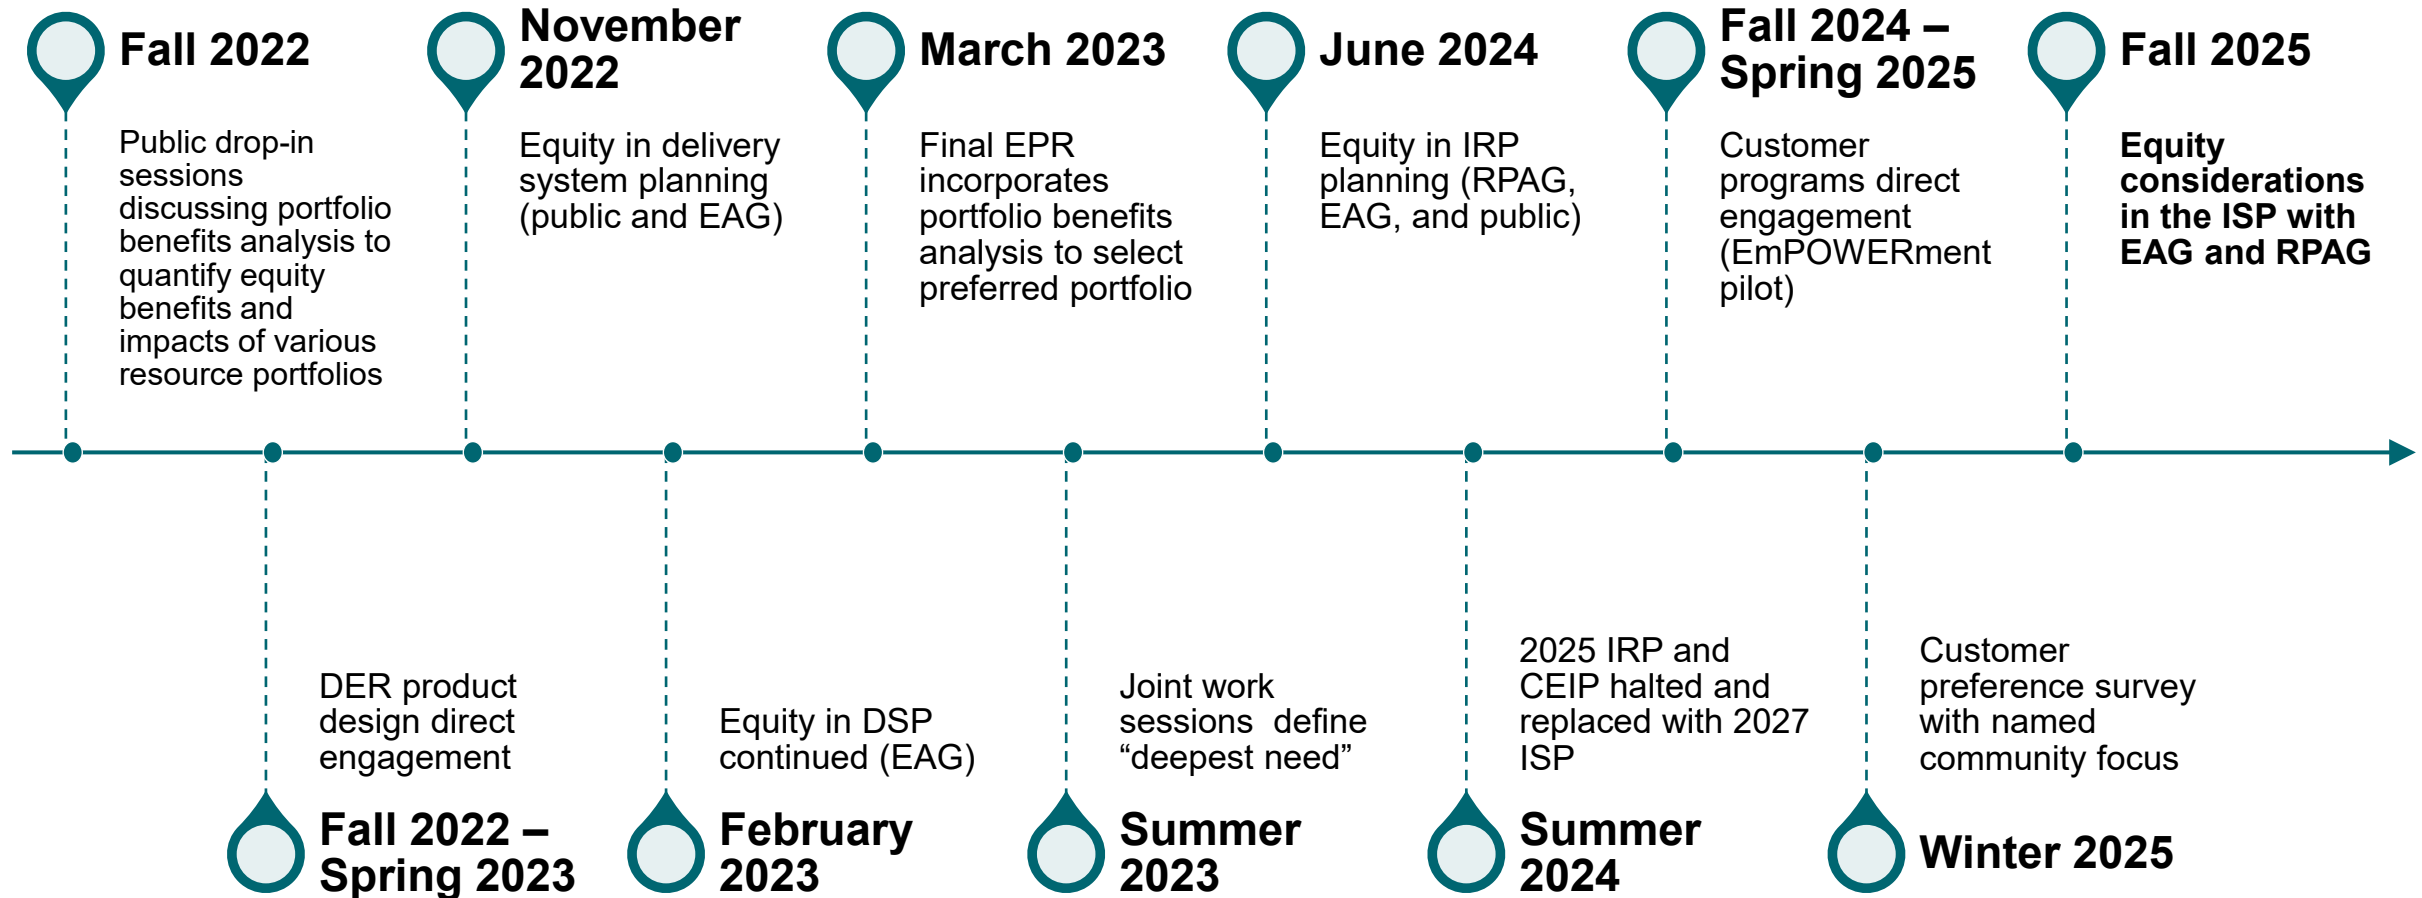 Fall 2022
Public drop-in
sessions
discussing portfolio
benefits analysis to
quantify equity
benefits and
impacts of various
resource portfolios
November
2022
Equity in delivery
system planning
(public and EAG)
March 2023
Final EPR
incorporates
portfolio benefits
analysis to select
preferred portfolio
June 2024
Equity in IRP
planning (RPAG,
EAG, and public)
Fall 2024 –
Spring 2025
Customer
programs direct
engagement
(EmPOWERment
pilot)
Fall 2025
Equity
considerations
in the ISP with
EAG and RPAG
DER product
design direct
engagement
Fall 2022 –
Spring 2023
Equity in DSP
continued (EAG)
February
2023
Joint work
sessions  define
“deepest need”
Summer
2023
2025 IRP and
CEIP halted and
replaced with 2027
ISP
Summer
2024
Customer
preference survey
with named
community focus
Winter 2025